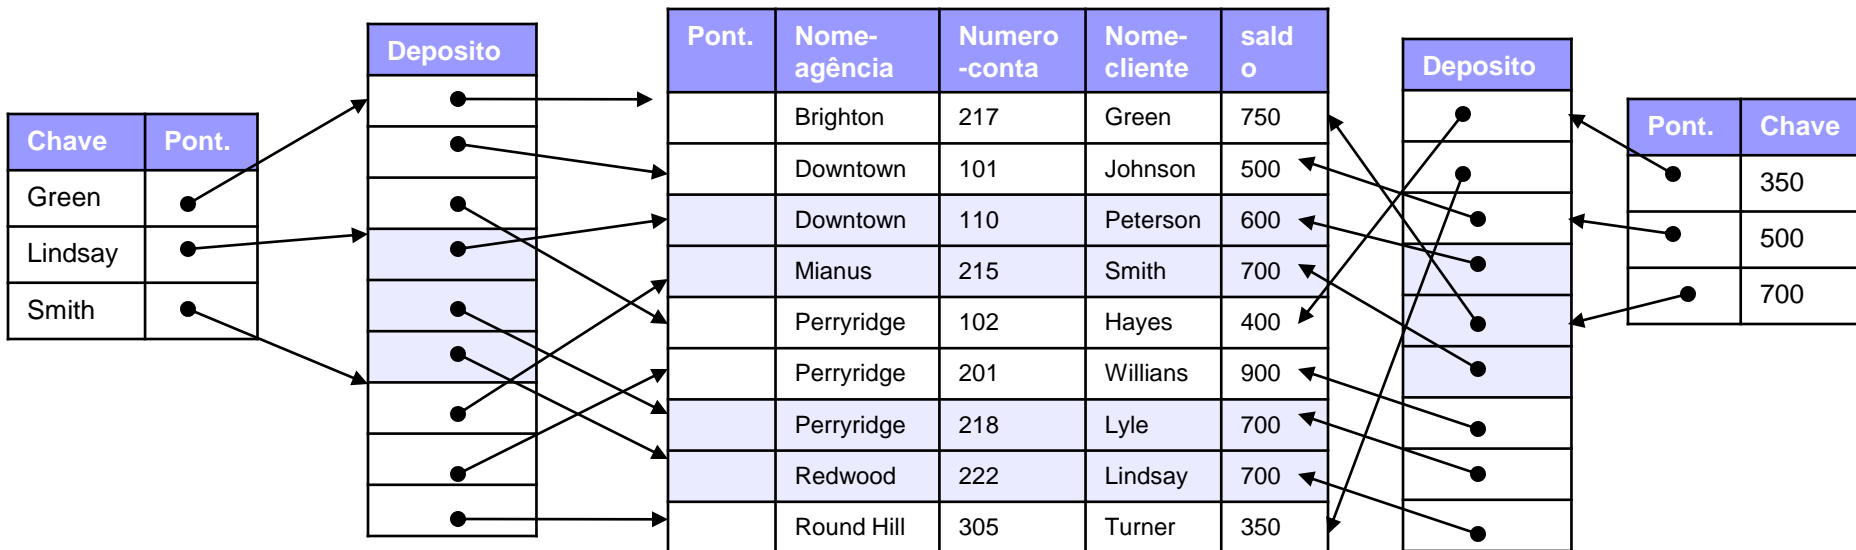 Chave Pont.
Green
Lindsay
Smith
Deposito
Pont. Nome- Numero Nome- sald
agência -conta cliente o
Brighton 217 Green 750
Downtown 101 Johnson 500
Downtown 110 Peterson 600
Mianus 215 Smith 700
Perryridge 102 Hayes 400
Perryridge 201 Willians 900
Perryridge 218 Lyle 700
Redwood 222 Lindsay 700
Round Hill 305 Turner 350
Deposito
Pont. Chave
350
500
700